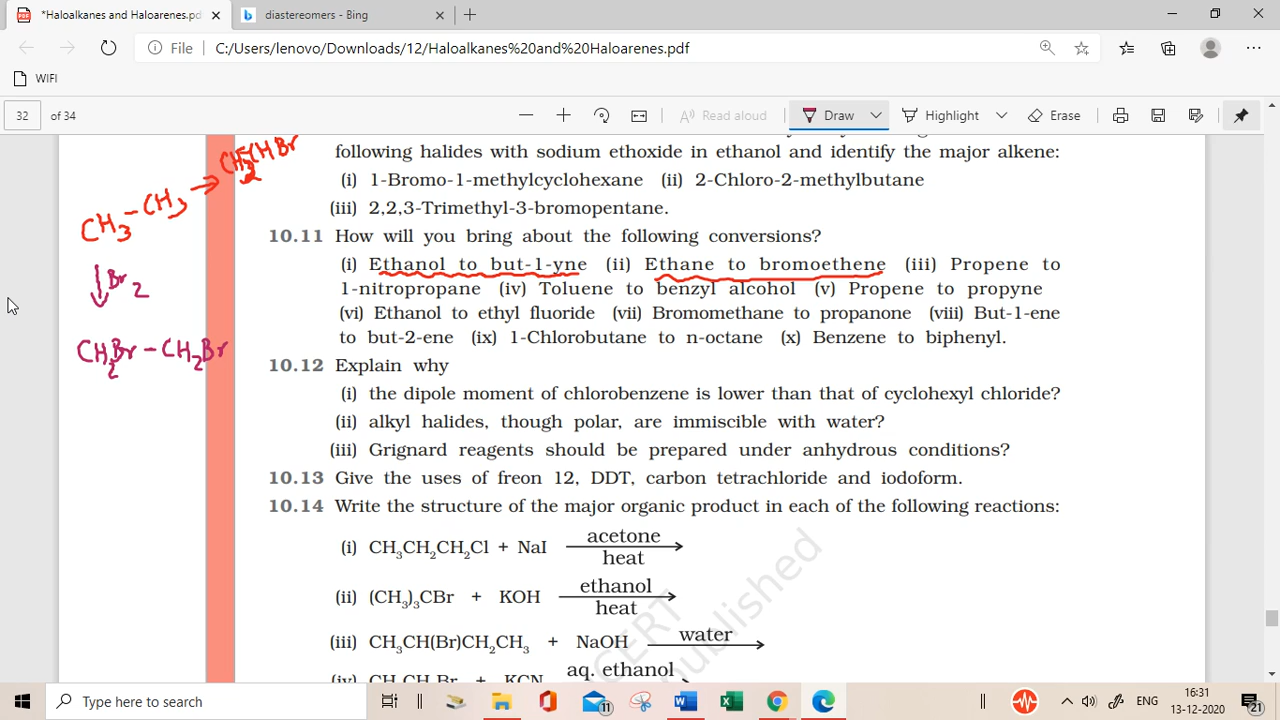 *Haloalkanes and Haloarenes.pdf × diastereomers - Bing ×
File C:/Users/lenovo/Downloads/12/Haloalkanes%20and%20Haloarenes.pdf
WIFI
32 of 34 Read aloud Draw Highlight Erase
following halides with sodium ethoxide in ethanol and identify the major alkene:
(i) 1-Bromo-1-methylcyclohexane (ii) 2-Chloro-2-methylbutane
(iii) 2,2,3-Trimethyl-3-bromopentane.
CH3-CH3 →
10.11 How will you bring about the following conversions?
(i) Ethanol to but-1-yne (ii) Ethane to bromoethene (iii) Propene to
1-nitropropane (iv) Toluene to benzyl alcohol (v) Propene to propyne
(vi) Ethanol to ethyl fluoride (vii) Bromomethane to propanone (viii) But-1-ene
to but-2-ene (ix) 1-Chlorobutane to n-octane (x) Benzene to biphenyl.
↓Br2
CH2Br-CH2Br
10.12 Explain why
(i) the dipole moment of chlorobenzene is lower than that of cyclohexyl chloride?
(ii) alkyl halides, though polar, are immiscible with water?
(iii) Grignard reagents should be prepared under anhydrous conditions?
10.13 Give the uses of freon 12, DDT, carbon tetrachloride and iodoform.
10.14 Write the structure of the major organic product in each of the following reactions:
(i) CH3CH2CH2Cl + NaI acetone heat
(ii) (CH3)3CBr + KOH ethanol heat
(iii) CH3CH(Br)CH2CH3 + NaOH water
(iv) aq. ethanol
Type here to search
11
ENG
16:31
13-12-2020
21